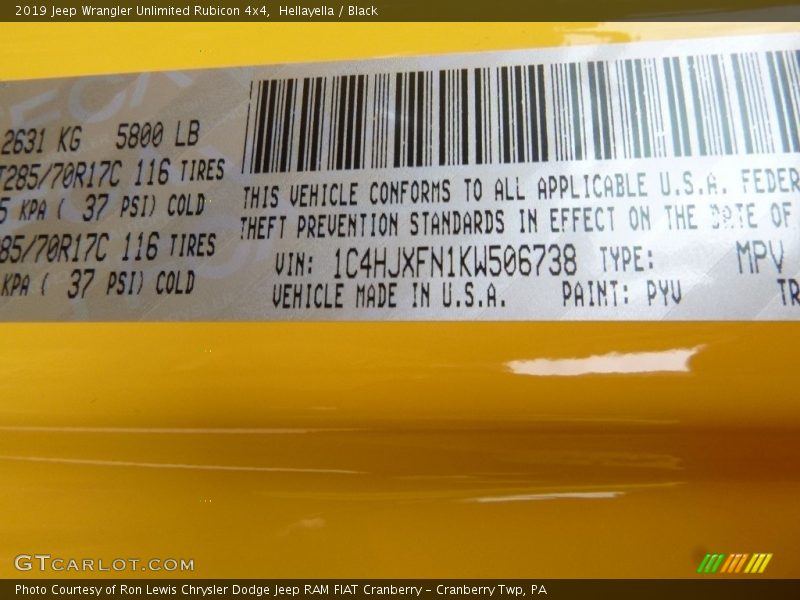 2019 Jeep Wrangler Unlimited Rubicon 4x4, Hellayella / Black
2631 KG 5800 LB
T285/70R17C 116 TIRES
5 KPA ( 37 PSI) COLD
85/70R17C 116 TIRES
KPA ( 37 PSI) COLD
THIS VEHICLE CONFORMS TO ALL APPLICABLE U.S.A. FEDER
THEFT PREVENTION STANDARDS IN EFFECT ON THE DATE OF
VIN: 1C4HJXFN1KW506738 TYPE: MPV
VEHICLE MADE IN U.S.A. PAINT: PYV TR
GTCARLOT.COM
Photo Courtesy of Ron Lewis Chrysler Dodge Jeep RAM FIAT Cranberry – Cranberry Twp, PA